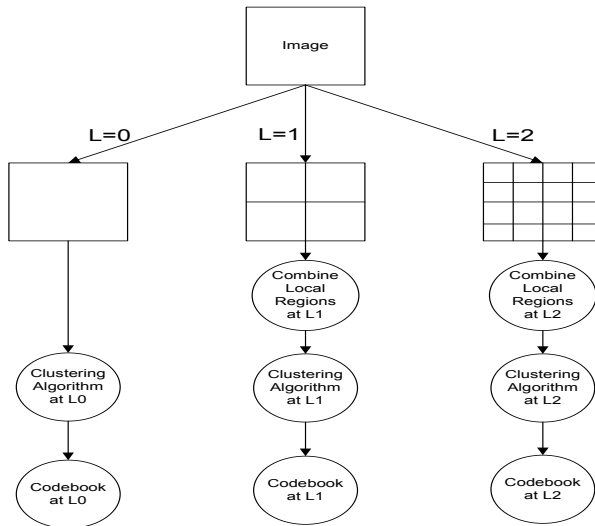 Image
L=0
L=1
L=2
Combine
Local
Regions
at L1
Combine
Local
Regions
at L2
Clustering
Algorithm
at L0
Clustering
Algorithm
at L1
Clustering
Algorithm
at L2
Codebook
at L0
Codebook
at L1
Codebook
at L2